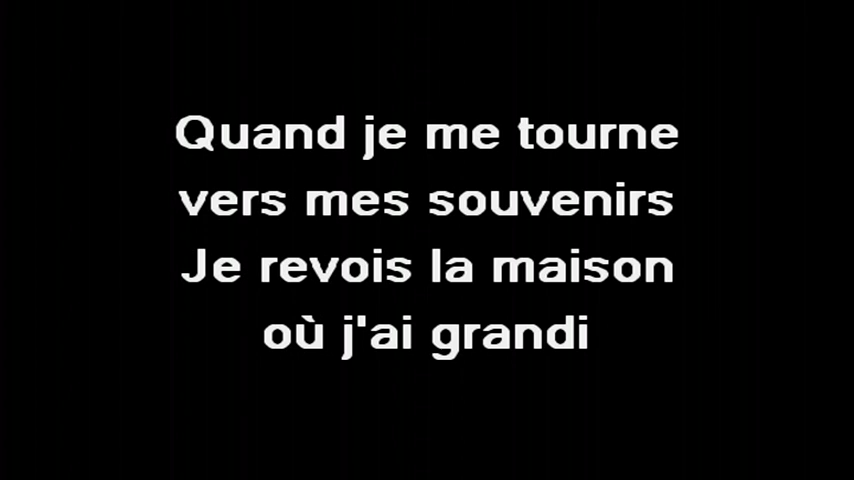 Quand je me tourne
vers mes souvenirs
Je revois la maison
où j'ai grandi